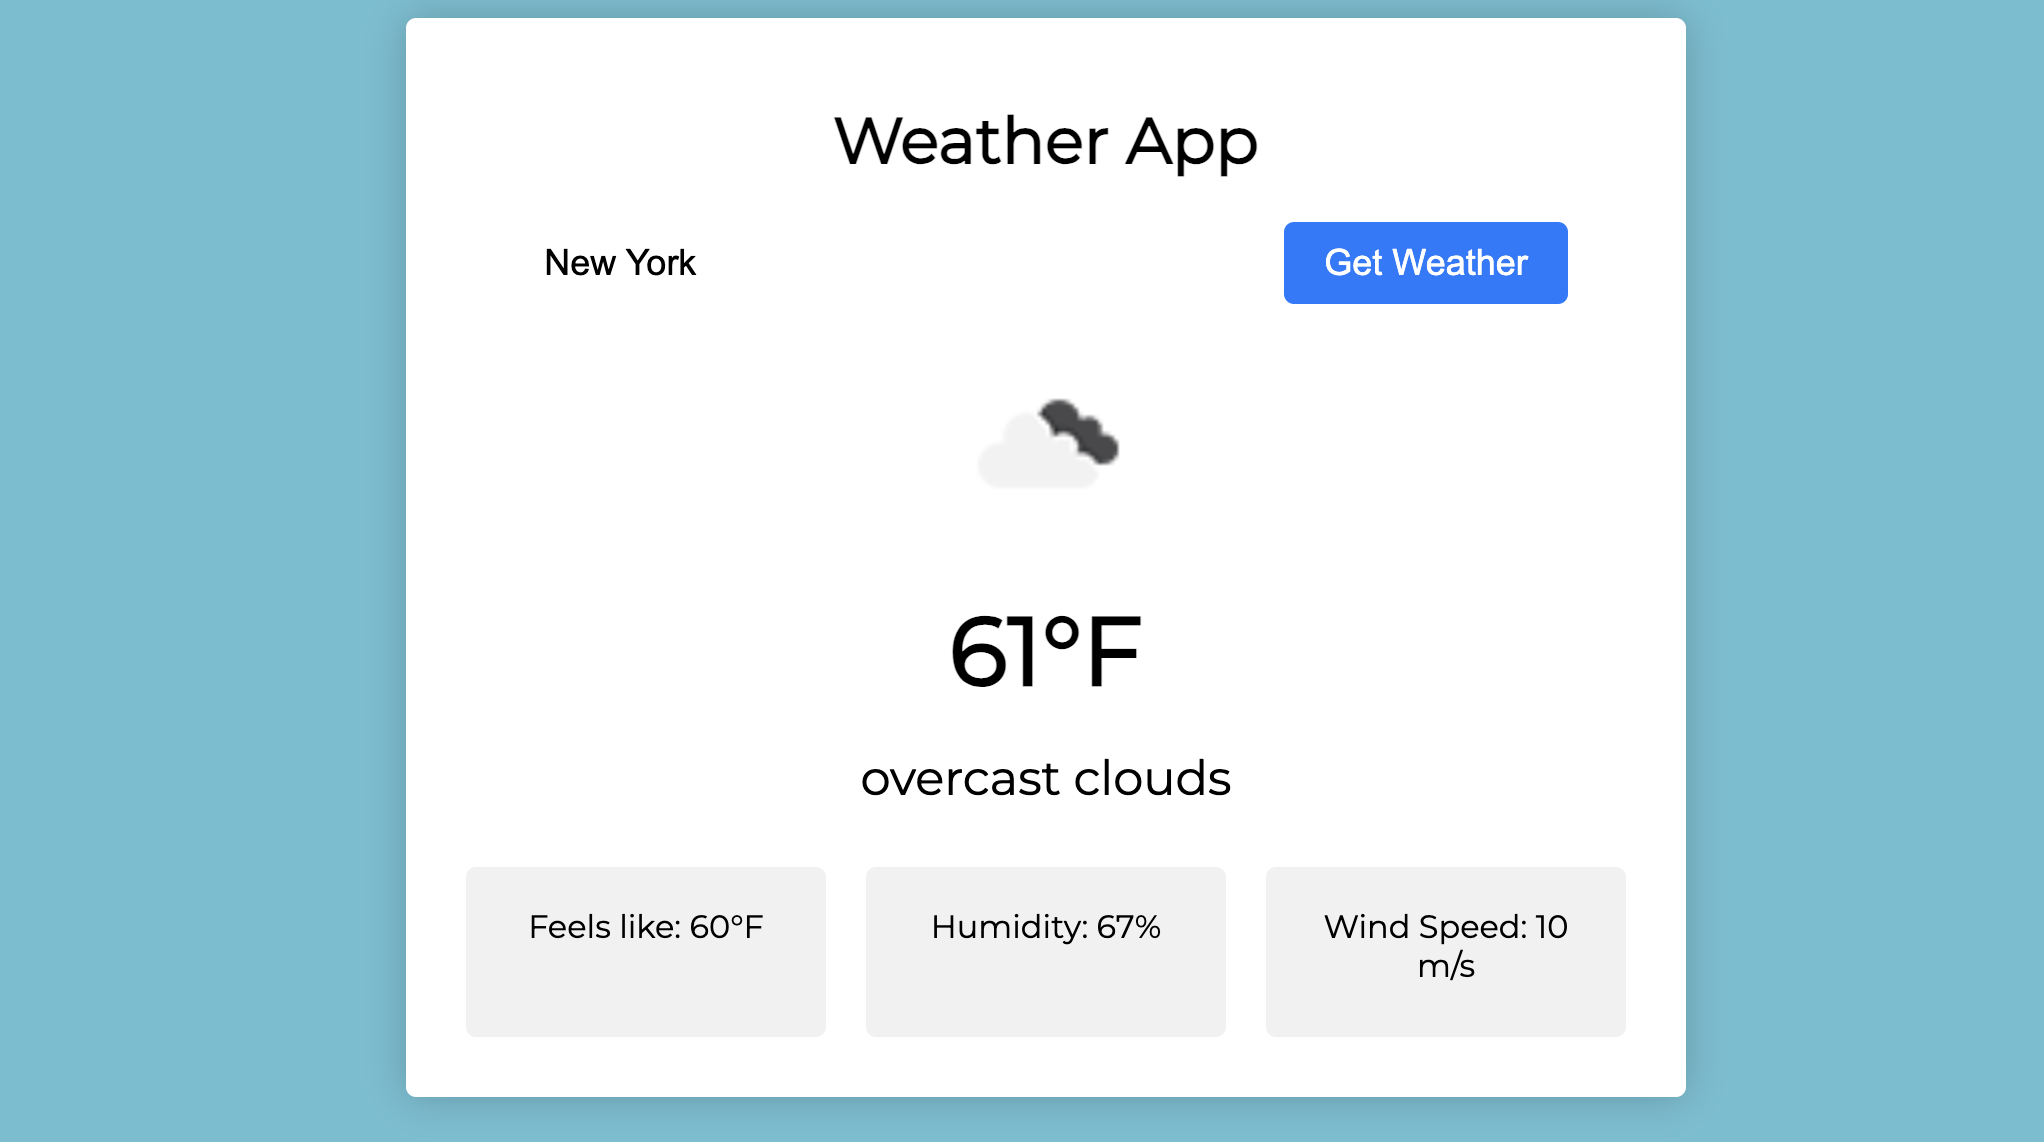 Weather App
New York
Get Weather
61°F
overcast clouds
Feels like: 60°F
Humidity: 67%
Wind Speed: 10
m/s